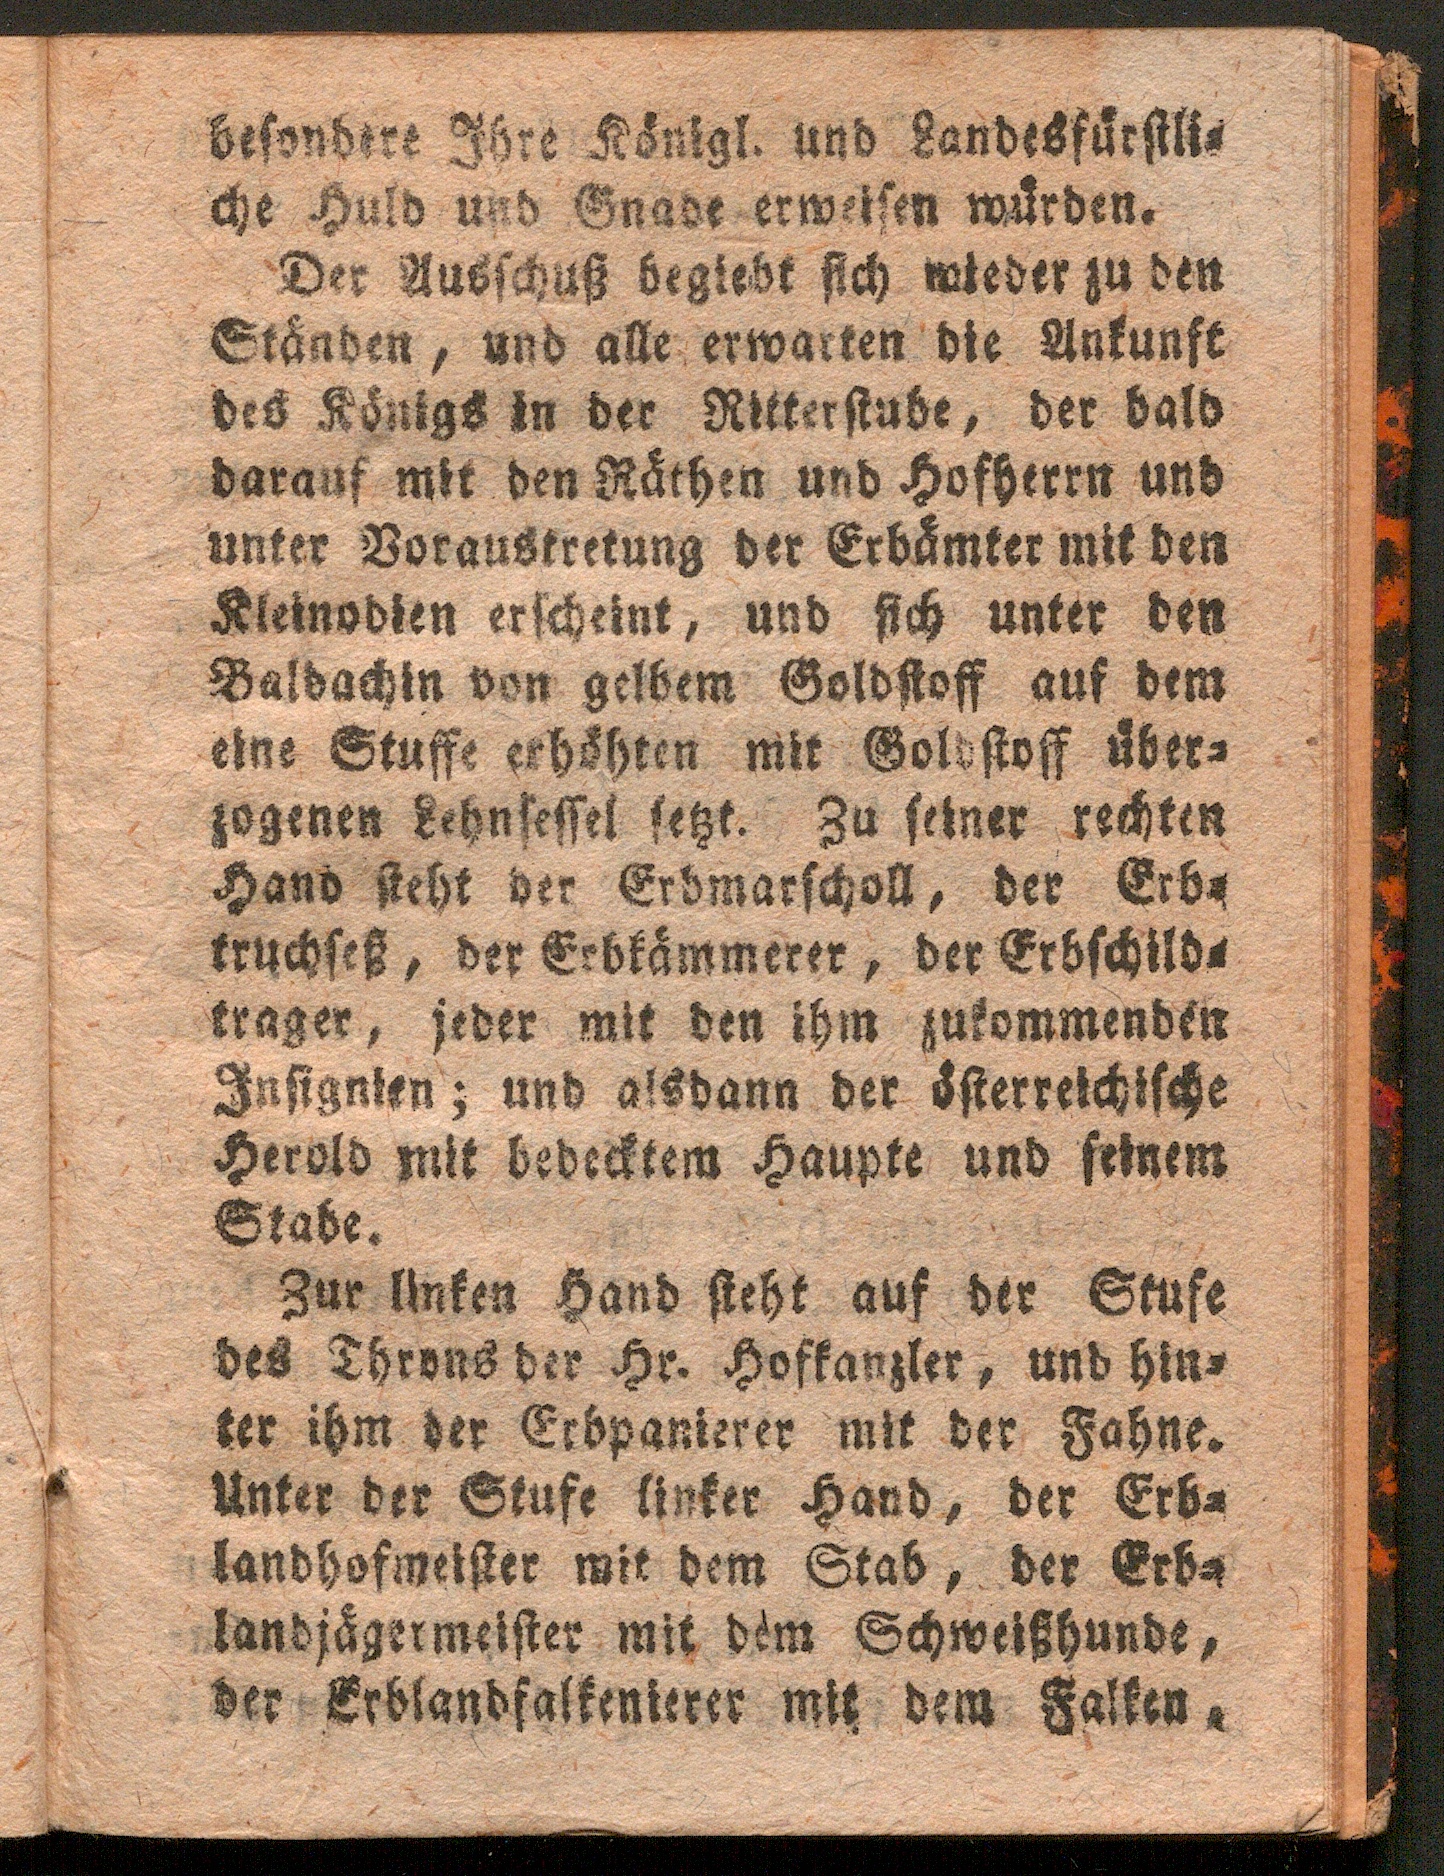 besondere Ihre Königl. und Landesfürstli-
che Huld und Gnade erweisen würden.
Der Ausschuß begiebt sich wieder zu den
Ständen, und alle erwarten die Ankunft
des Königs in der Ritterstube, der bald
darauf mit den Räthen und Hofherrn und
unter Voraustretung der Erbämter mit den
Kleinodien erscheint, und sich unter den
Baldachin von gelbem Goldstoff auf dem
eine Stuffe erhöhten mit Goldstoff über-
zogenen Lehnsessel setzt. Zu seiner rechten
Hand steht der Erbmarscholl, der Erb-
truchseß, der Erbkämmerer, der Erbschild-
trager, jeder mit den ihm zukommenden
Insignien; und alsdann der österreichische
Herold mit bedecktem Haupte und seinem
Stabe.
Zur linken Hand steht auf der Stufe
des Throns der Hr. Hofkanzler, und hin-
ter ihm der Erbpanierer mit der Fahne.
Unter der Stufe linker Hand, der Erb-
landhofmeister mit dem Stab, der Erb-
landjägermeister mit dem Schweißhunde,
der Erblandfalkenierer mit dem Falken,